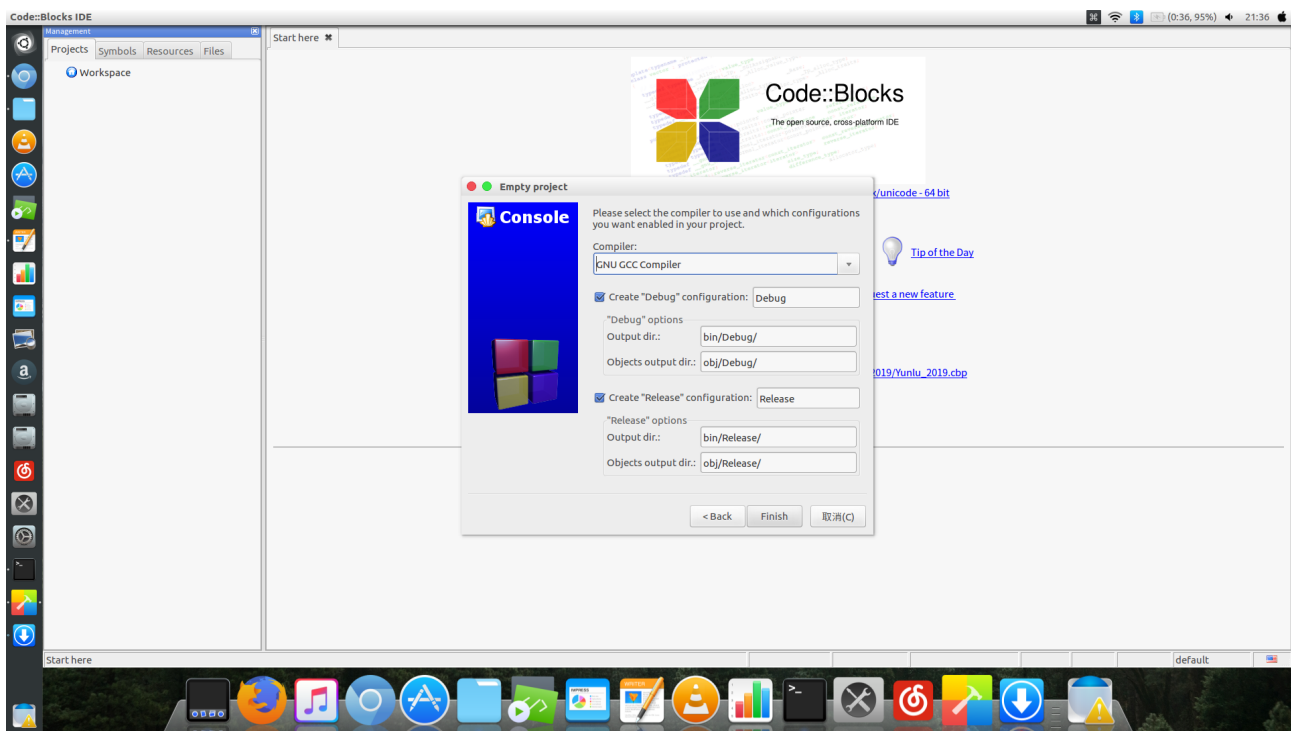 Code::Blocks IDE
(0:36, 95%)
21:36
Management
Projects
Symbols
Resources
Files
Start here
Workspace
Code::Blocks
The open source, cross-platform IDE
x/unicode - 64 bit
Tip of the Day
est a new feature
2019/Yunlu_2019.cbp
Empty project
Console
Please select the compiler to use and which configurations
you want enabled in your project.
Compiler:
GNU GCC Compiler
Create "Debug" configuration:
Debug
"Debug" options
Output dir.:
bin/Debug/
Objects output dir.:
obj/Debug/
Create "Release" configuration:
Release
"Release" options
Output dir.:
bin/Release/
Objects output dir.:
obj/Release/
< Back
Finish
取消(C)
Start here
default